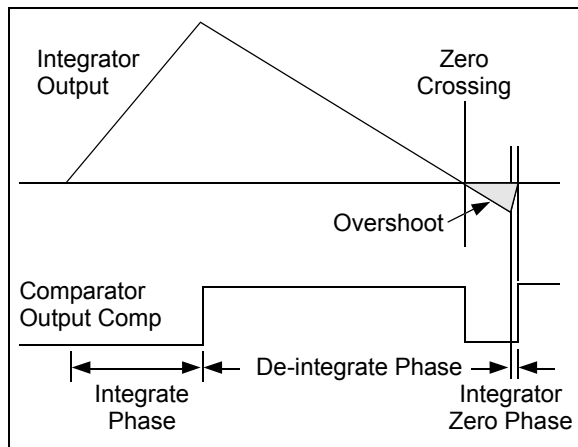 Integrator
Output
Zero
Crossing
Overshoot
Comparator
Output Comp
Integrate
Phase
De-integrate Phase
Integrator
Zero Phase